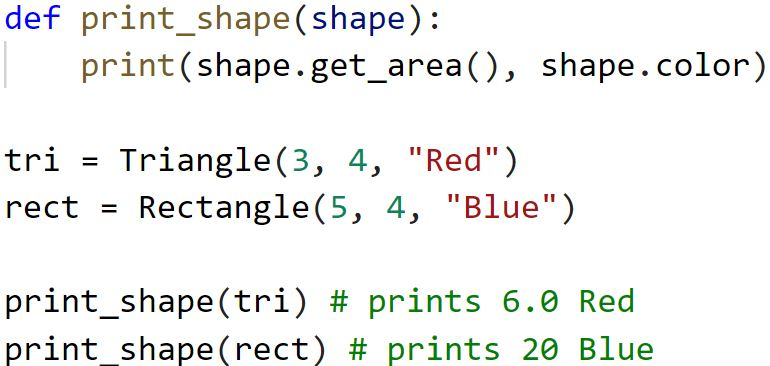 def print_shape(shape):
    print(shape.get_area(), shape.color)
tri = Triangle(3, 4, "Red")
rect = Rectangle(5, 4, "Blue")
print_shape(tri) # prints 6.0 Red
print_shape(rect) # prints 20 Blue